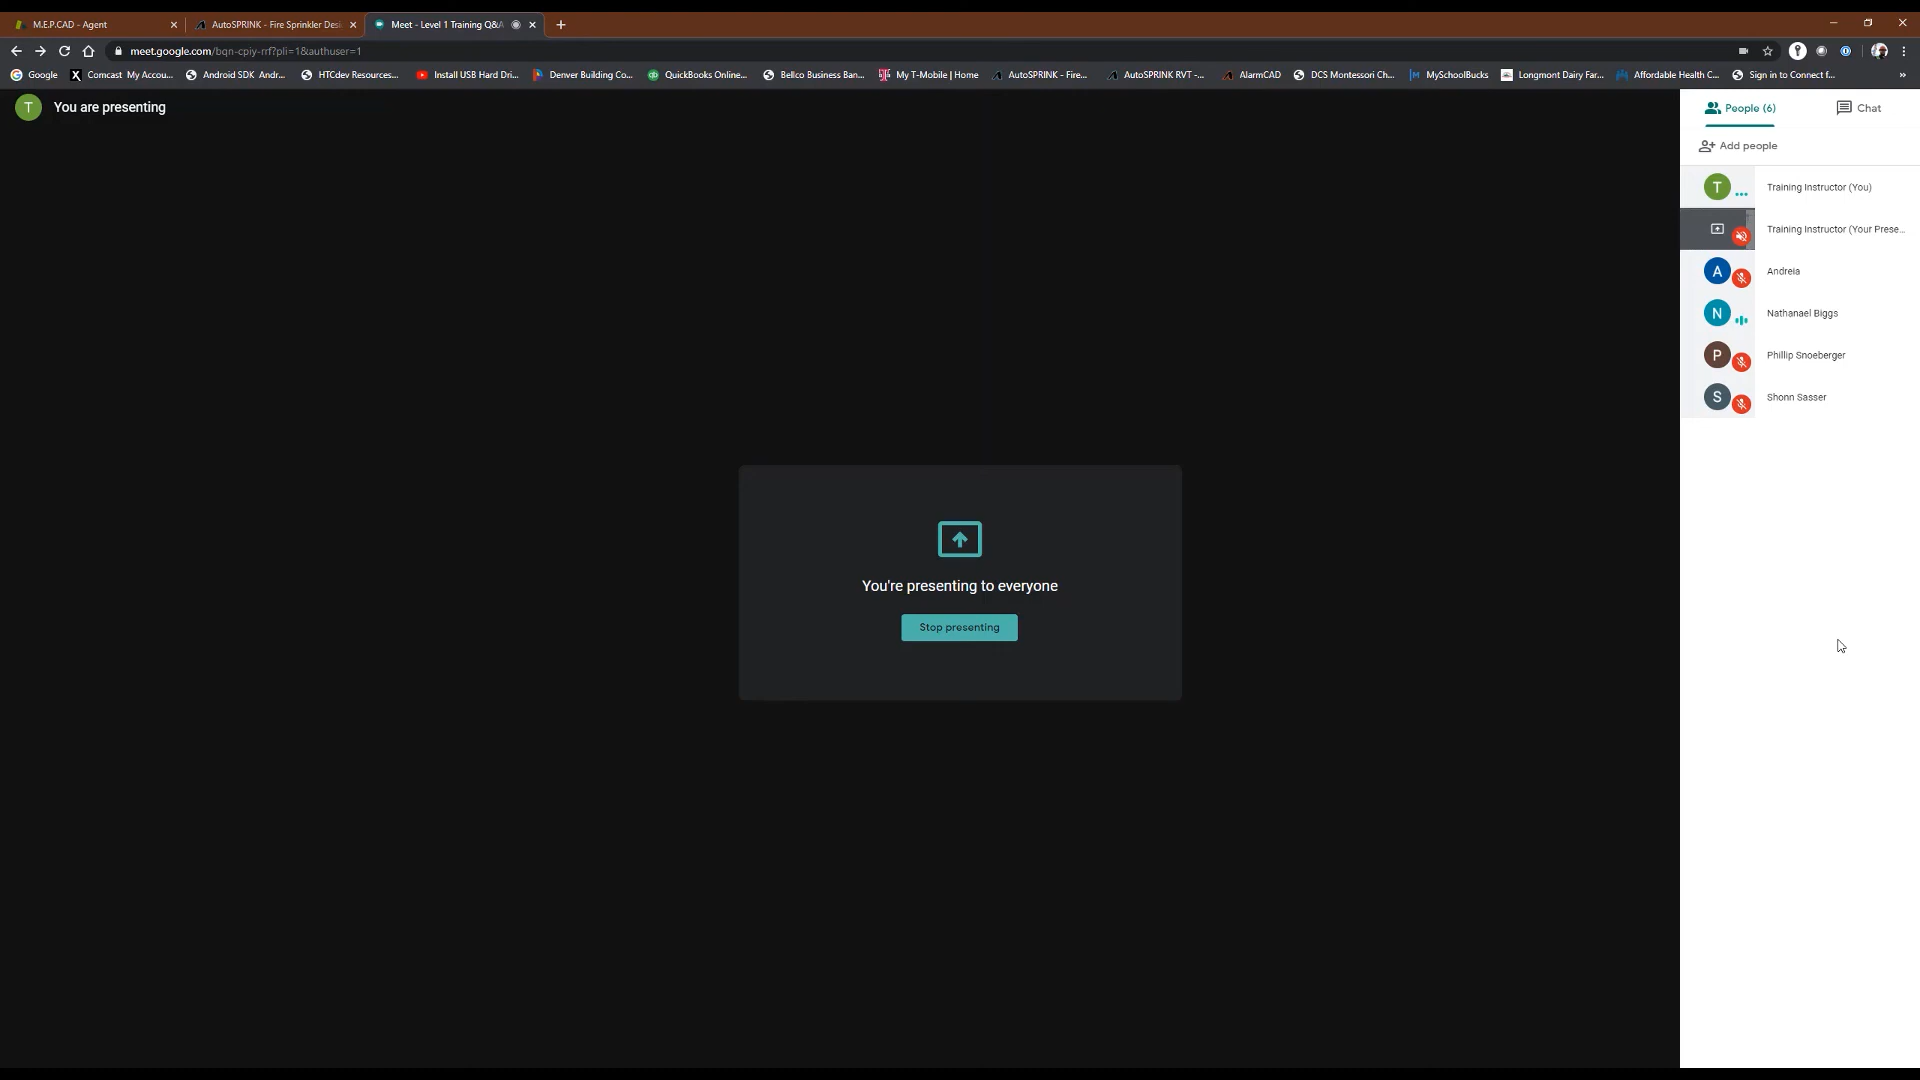 M.E.P.CAD - Agent
AutoSPRINK - Fire Sprinkler Desi
Meet - Level 1 Training Q&A
meet.google.com/bqn-cpiy-rrf?pli=1&authuser=1
Google
Comcast My Accou...
Android SDK Andr...
HTCdev Resources...
Install USB Hard Dri...
Denver Building Co...
QuickBooks Online...
Bellco Business Ban...
My T-Mobile | Home
AutoSPRINK - Fire...
AutoSPRINK RVT -...
AlarmCAD
DCS Montessori Ch...
MySchoolBucks
Longmont Dairy Far...
Affordable Health C...
Sign in to Connect f...
T
You are presenting
People (6)
Chat
Add people
T
Training Instructor (You)
Training Instructor (Your Prese...
A
Andreia
N
Nathanael Biggs
P
Phillip Snoeberger
S
Shonn Sasser
You're presenting to everyone
Stop presenting